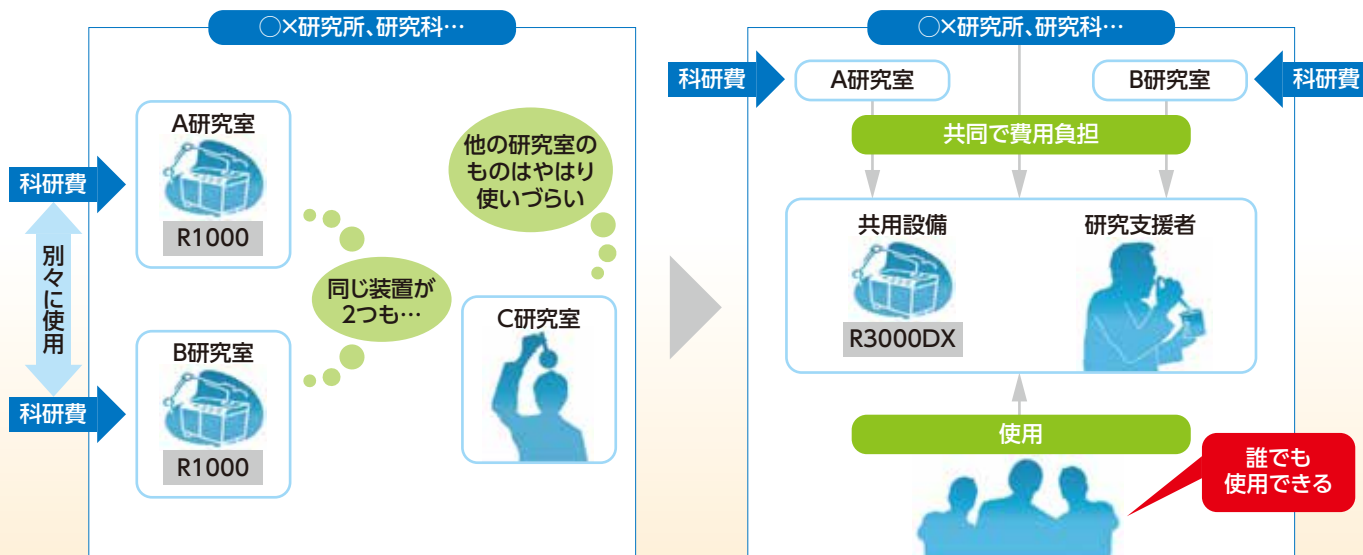 ○×研究所、研究科…
A研究室
R1000
科研費
別々に使用
科研費
B研究室
R1000
同じ装置が
2つも…
他の研究室の
ものはやはり
使いづらい
C研究室
○×研究所、研究科…
科研費
A研究室
B研究室
科研費
共同で費用負担
共用設備
R3000DX
研究支援者
使用
誰でも
使用できる